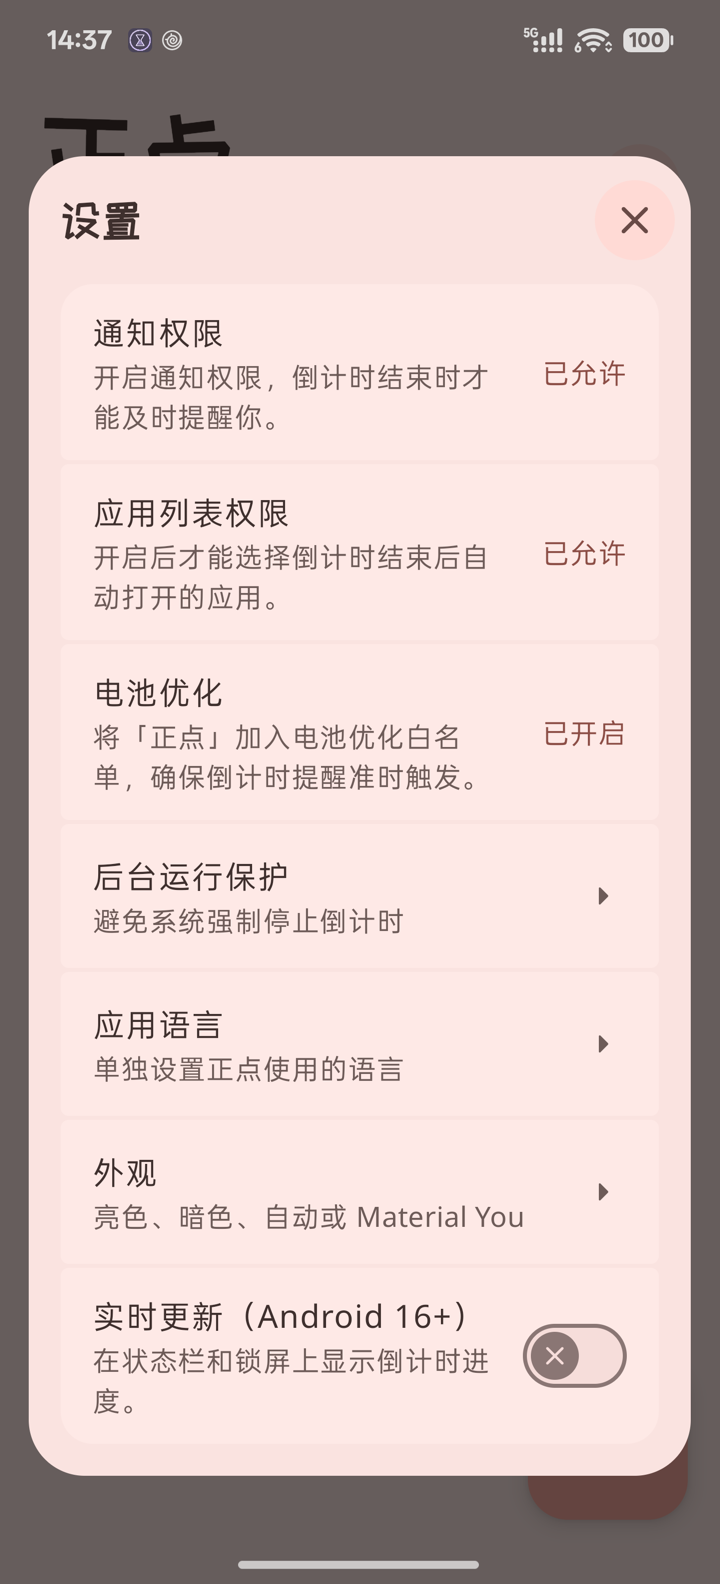 14:37
5G
6
100
正点
设置
通知权限
开启通知权限，倒计时结束时才
能及时提醒你。
已允许
应用列表权限
开启后才能选择倒计时结束后自
动打开的应用。
已允许
电池优化
将「正点」加入电池优化白名
单，确保倒计时提醒准时触发。
已开启
后台运行保护
避免系统强制停止倒计时
应用语言
单独设置正点使用的语言
外观
亮色、暗色、自动或 Material You
实时更新（Android 16+）
在状态栏和锁屏上显示倒计时进
度。